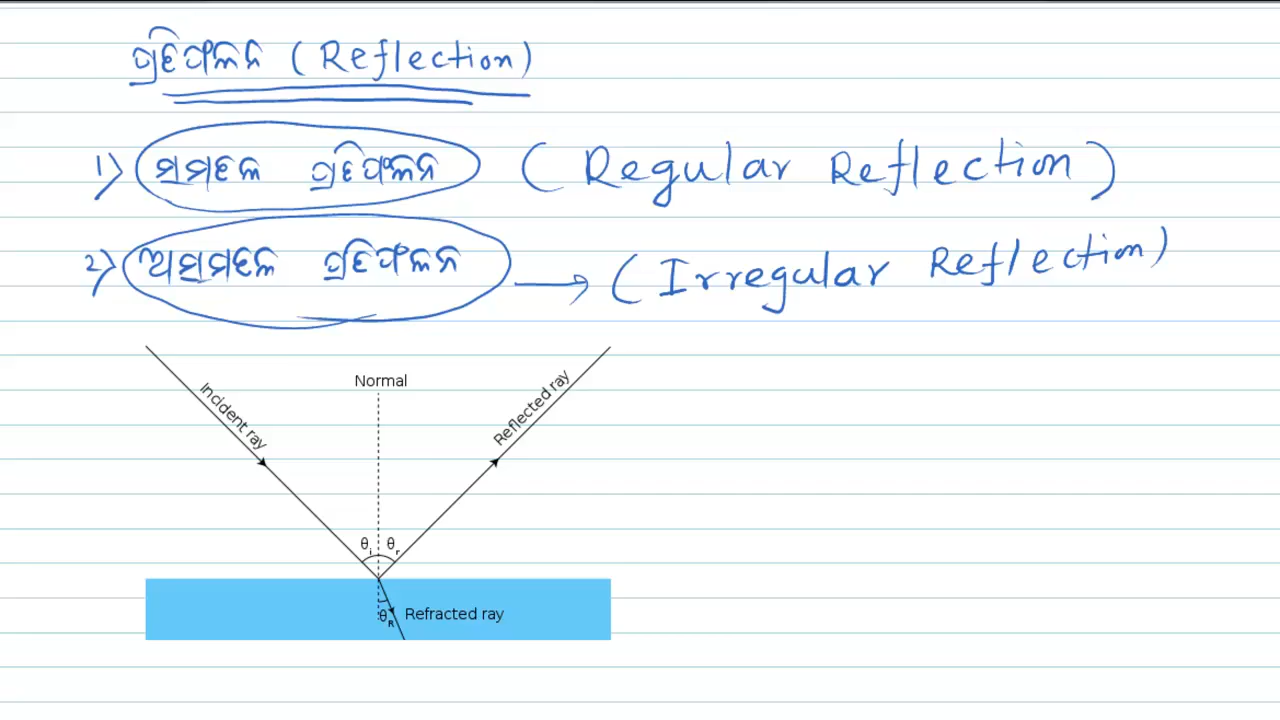 ପ୍ରତିଫଳନ (Reflection)
1) ସମତଳ ପ୍ରତିଫଳନ (Regular Reflection)
2) ଅସମତଳ ପ୍ରତିଫଳନ → (Irregular Reflection)
Normal
Incident ray
Reflected ray
θi θr
θR Refracted ray